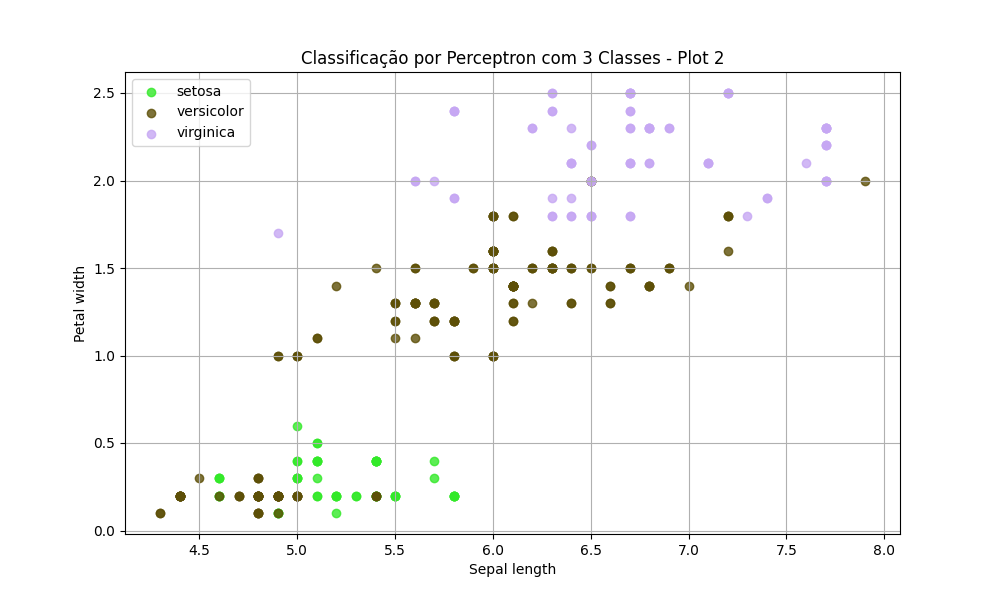 Classificação por Perceptron com 3 Classes - Plot 2
setosa
versicolor
virginica
Petal width
2.5
2.0
1.5
1.0
0.5
0.0
4.5 5.0 5.5 6.0 6.5 7.0 7.5 8.0
Sepal length